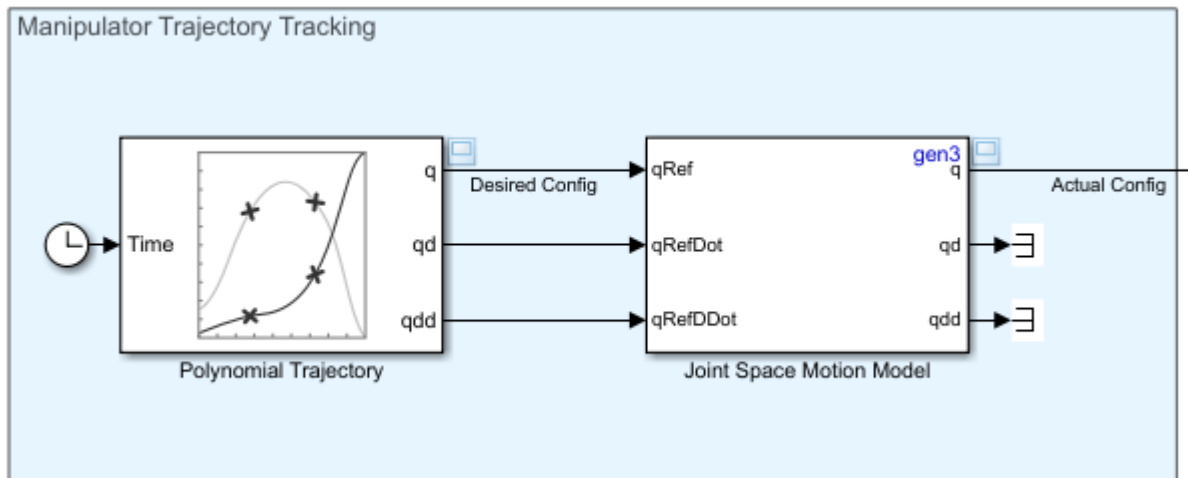 Manipulator Trajectory Tracking
gen3
q
Desired Config
qRef
q
Actual Config
Time
qd
qRefDot
qd
qdd
qRefDDot
qdd
Polynomial Trajectory
Joint Space Motion Model